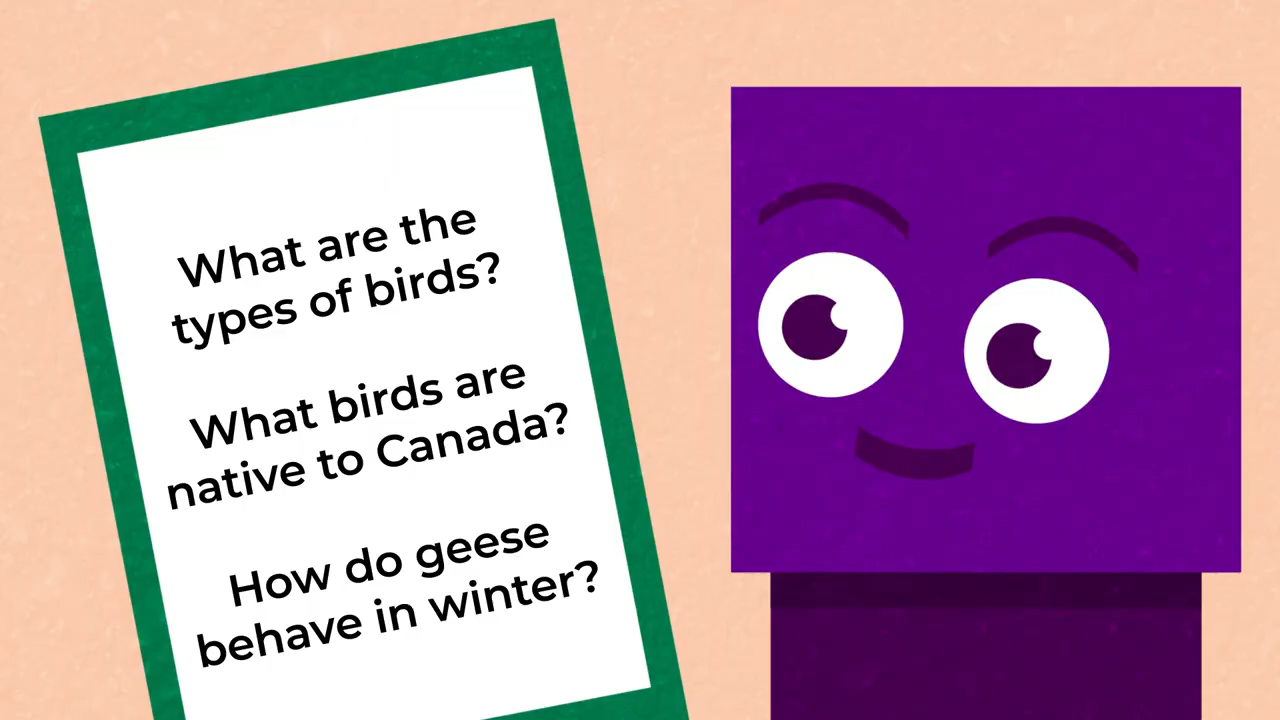 What are the
types of birds?
What birds are
native to Canada?
How do geese
behave in winter?